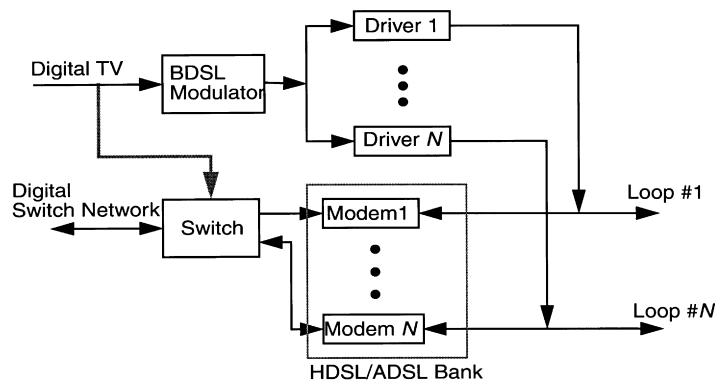 Driver 1
Digital TV
BDSL
Modulator
Driver N
Digital
Switch Network
Switch
Modem1
Loop #1
Modem N
Loop #N
HDSL/ADSL Bank